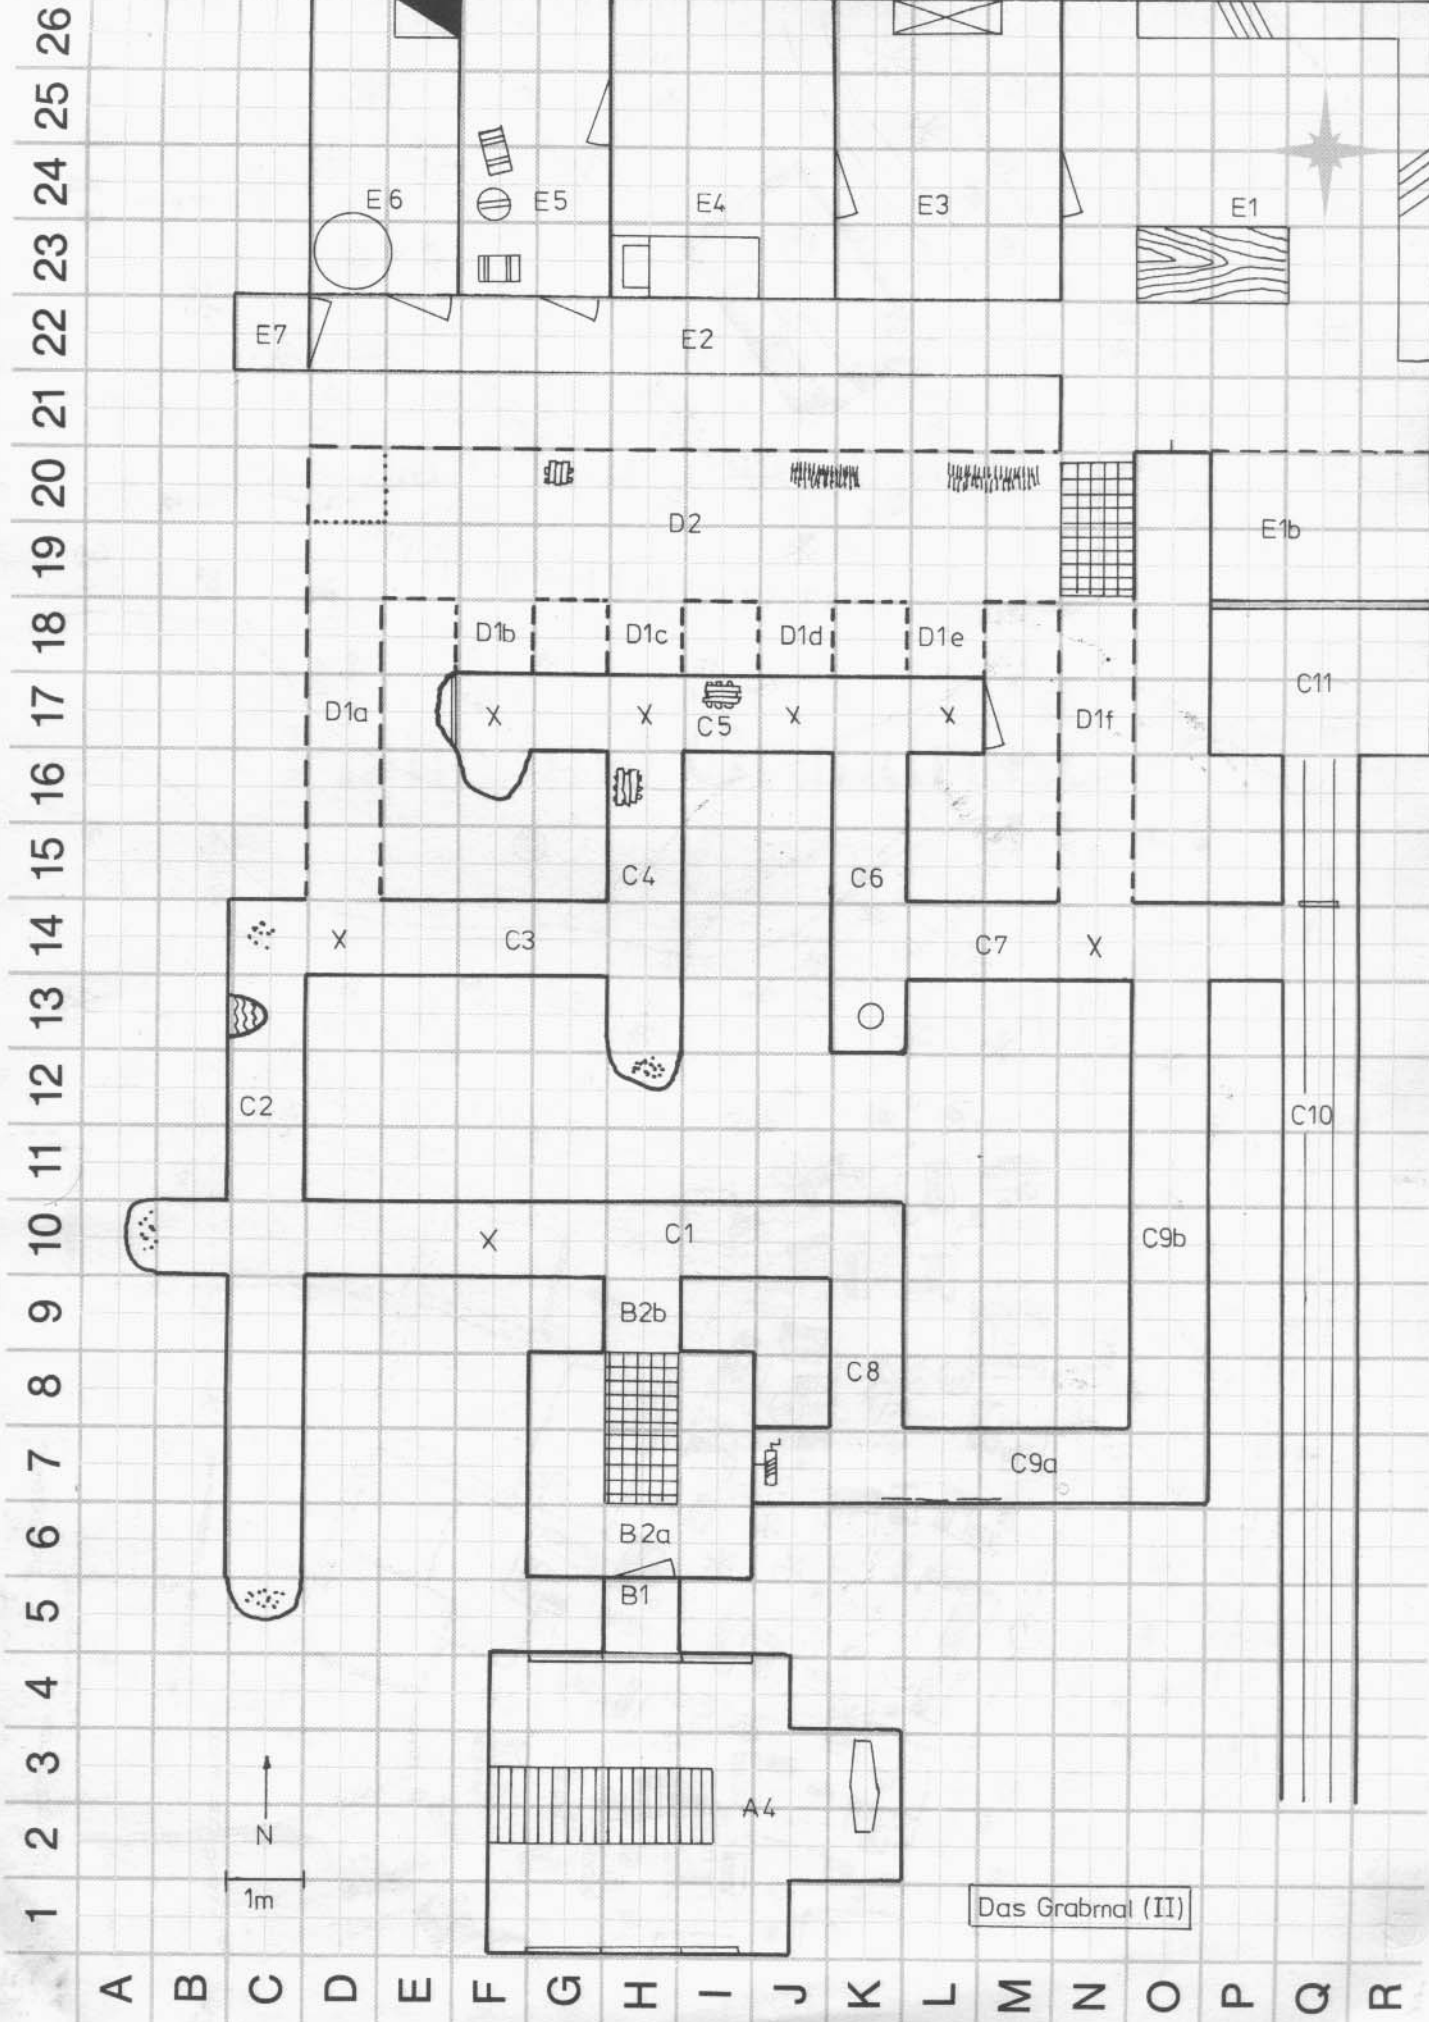 26
25
24
E6
E5
E4
E3
E1
23
22
E7
E2
21
20
D2
19
E1b
18
D1b
D1c
D1d
D1e
C11
17
D1a
X
X
C5
X
X
D1f
16
15
C4
C6
14
X
C3
C7
X
13
12
C2
C10
11
10
X
C1
C9b
9
B2b
8
C8
7
C9a
6
B2a
5
B1
4
3
A4
2
N
1m
1
Das Grabmal (II)
A B C D E F G H I J K L M N O P Q R